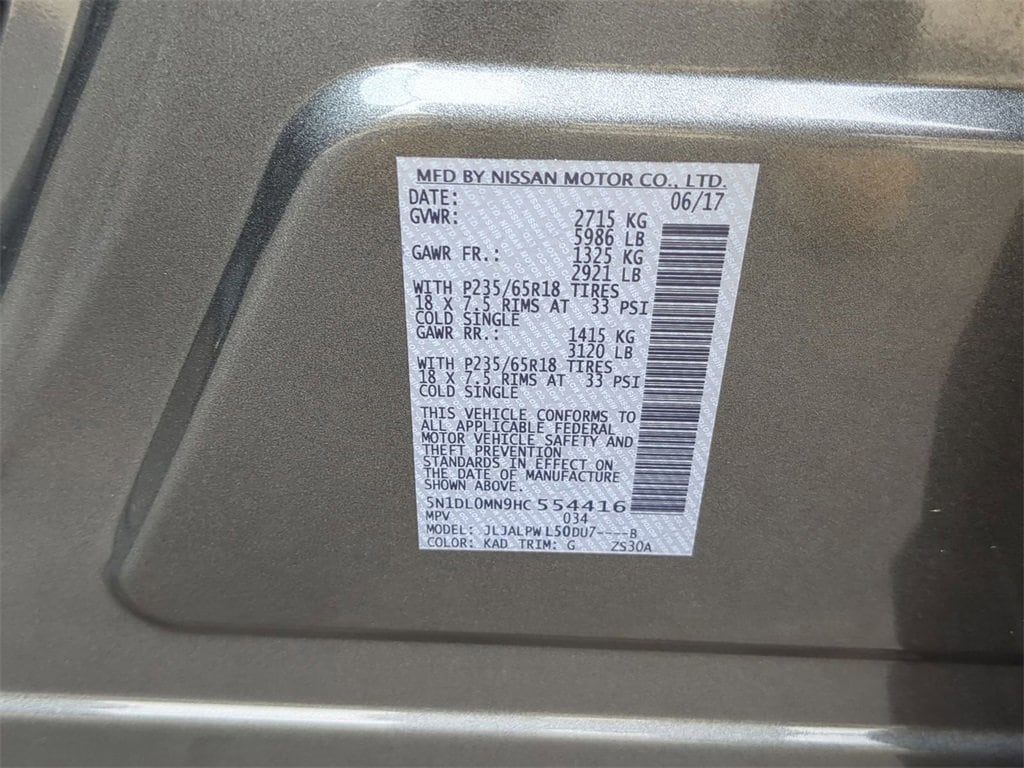 MFD BY NISSAN MOTOR CO., LTD.
DATE: 06/17
GVWR: 2715 KG
5986 LB
GAWR FR.: 1325 KG
2921 LB
WITH P235/65R18 TIRES
18 X 7.5 RIMS AT 33 PSI
COLD SINGLE
GAWR RR.: 1415 KG
3120 LB
WITH P235/65R18 TIRES
18 X 7.5 RIMS AT 33 PSI
COLD SINGLE
THIS VEHICLE CONFORMS TO
ALL APPLICABLE FEDERAL
MOTOR VEHICLE SAFETY AND
THEFT PREVENTION
STANDARDS IN EFFECT ON
THE DATE OF MANUFACTURE
SHOWN ABOVE.
5N1DL0MN9HC 554416
MPV 034
MODEL: JLJALPW L50DU7----B
COLOR: KAD TRIM: G ZS30A